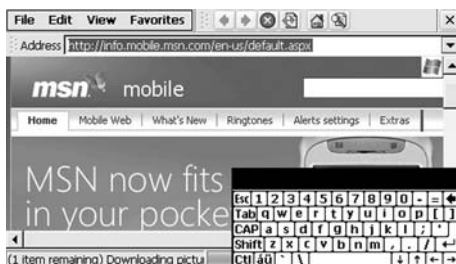 File Edit View Favorites
Address http://info.mobile.msn.com/en-us/default.aspx
msn mobile
Home Mobile Web What's New Ringtones Alerts settings Extras
MSN now fits
in your pocke
Esc 1 2 3 4 5 6 7 8 9 0 - =
Tab q w e r t y u i o p [ ]
CAP a s d f g h j k l ; '
Shift z x c v b n m , . /
Ctl áü ` \
(1 item remaining) Downloading pictu